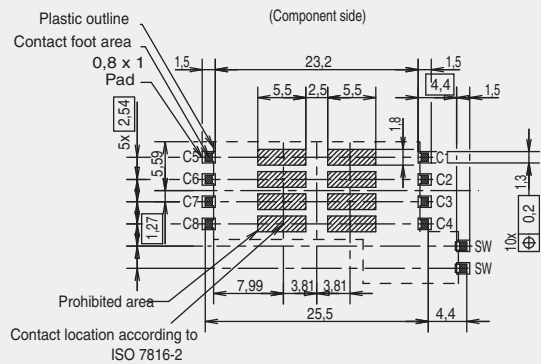 (Component side)
Plastic outline
Contact foot area
0,8 x 1
Pad
1,5
23,2
1,5
4,4
1,5
5,5
2,5
5,5
5x 2,54
5,59
1,8
C5
C1
C6
C2
C7
C3
C8
C4
1,3
10x
⌖ 0,2
1,27
SW
SW
Prohibited area
7,99
3,81
3,81
Contact location according to
ISO 7816-2
25,5
4,4